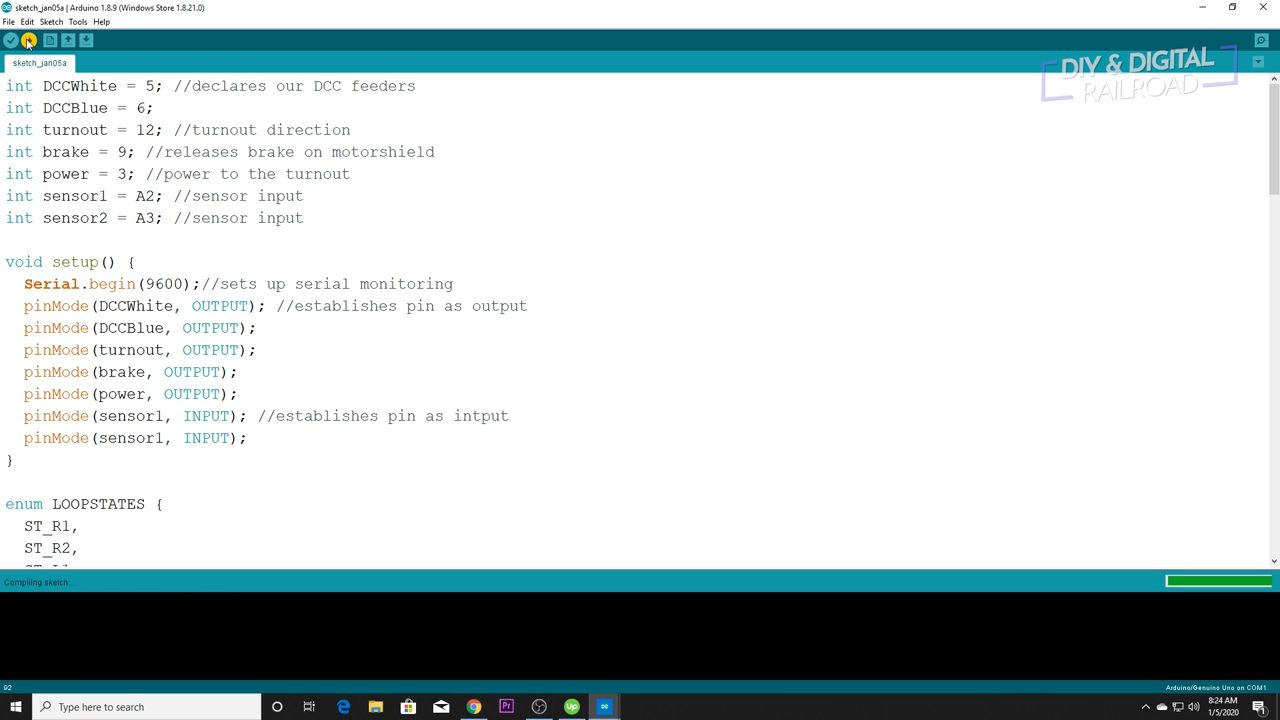 sketch_jan05a | Arduino 1.8.9 (Windows Store 1.8.21.0)
File Edit Sketch Tools Help
sketch_jan05a
DIY & DIGITAL
RAILROAD
int DCCWhite = 5; //declares our DCC feeders
int DCCBlue = 6;
int turnout = 12; //turnout direction
int brake = 9; //releases brake on motorshield
int power = 3; //power to the turnout
int sensor1 = A2; //sensor input
int sensor2 = A3; //sensor input
void setup() {
Serial.begin(9600);//sets up serial monitoring
pinMode(DCCWhite, OUTPUT); //establishes pin as output
pinMode(DCCBlue, OUTPUT);
pinMode(turnout, OUTPUT);
pinMode(brake, OUTPUT);
pinMode(power, OUTPUT);
pinMode(sensor1, INPUT); //establishes pin as intput
pinMode(sensor1, INPUT);
}
enum LOOPSTATES {
ST_R1,
ST_R2,
Compiling sketch...
92 Arduino/Genuino Uno on COM1
Type here to search
Pr
Up
8:24 AM
1/5/2020